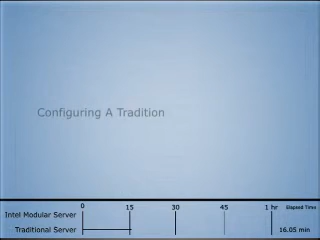 Configuring A Tradition
0 15 30 45 1 hr Elapsed Time
Intel Modular Server
Traditional Server 16.05 min